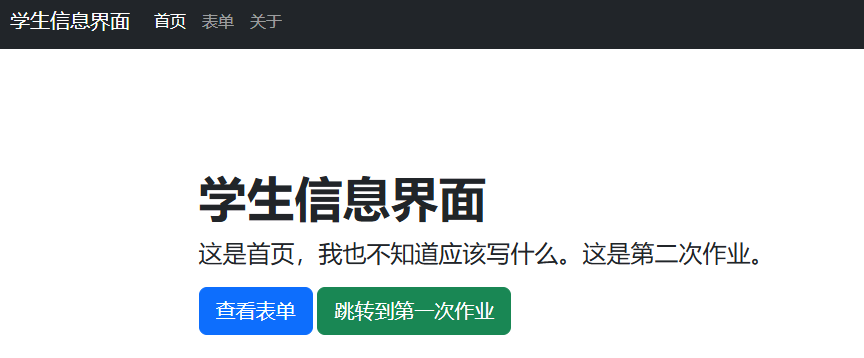 学生信息界面 首页 表单 关于
学生信息界面
这是首页，我也不知道应该写什么。这是第二次作业。
查看表单 跳转到第一次作业